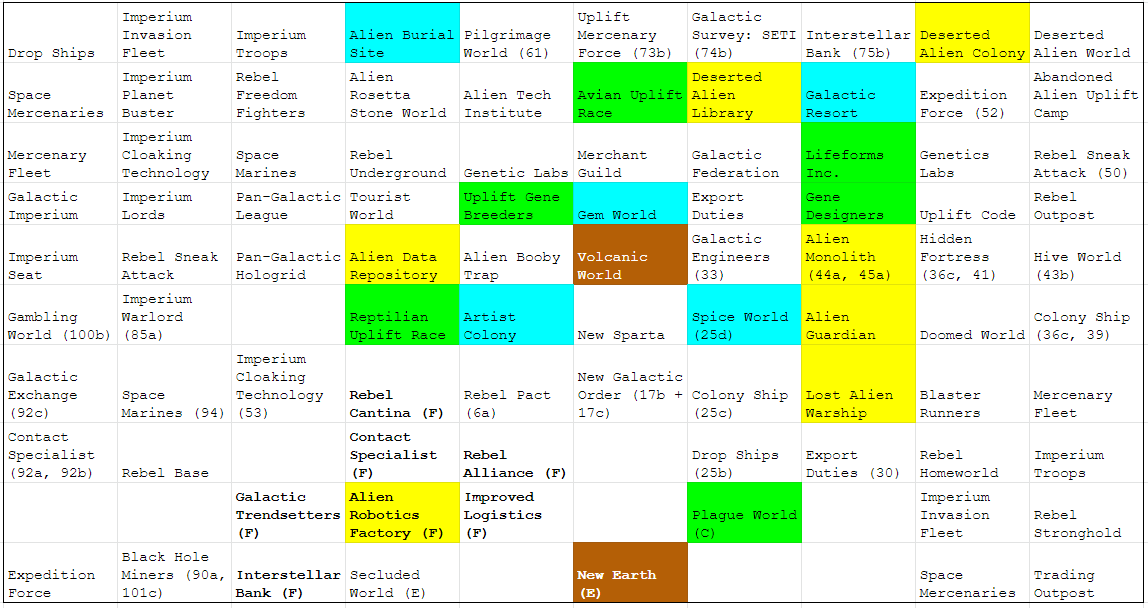 Drop Ships
Imperium
Invasion
Fleet
Imperium
Troops
Alien Burial
Site
Pilgrimage
World (61)
Uplift
Mercenary
Force (73b)
Galactic
Survey: SETI
(74b)
Interstellar
Bank (75b)
Deserted
Alien Colony
Deserted
Alien World
Space
Mercenaries
Imperium
Planet
Buster
Rebel
Freedom
Fighters
Alien
Rosetta
Stone World
Alien Tech
Institute
Avian Uplift
Race
Deserted
Alien
Library
Galactic
Resort
Expedition
Force (52)
Abandoned
Alien Uplift
Camp
Mercenary
Fleet
Imperium
Cloaking
Technology
Space
Marines
Rebel
Underground
Genetic Labs
Merchant
Guild
Galactic
Federation
Lifeforms
Inc.
Genetics
Labs
Rebel Sneak
Attack (50)
Galactic
Imperium
Imperium
Lords
Pan-Galactic
League
Tourist
World
Uplift Gene
Breeders
Gem World
Export
Duties
Gene
Designers
Uplift Code
Rebel
Outpost
Imperium
Seat
Rebel Sneak
Attack
Pan-Galactic
Hologrid
Alien Data
Repository
Alien Booby
Trap
Volcanic
World
Galactic
Engineers
(33)
Alien
Monolith
(44a, 45a)
Hidden
Fortress
(36c, 41)
Hive World
(43b)
Gambling
World (100b)
Imperium
Warlord
(85a)
Reptilian
Uplift Race
Artist
Colony
New Sparta
Spice World
(25d)
Alien
Guardian
Doomed World
Colony Ship
(36c, 39)
Galactic
Exchange
(92c)
Space
Marines (94)
Imperium
Cloaking
Technology
(53)
Rebel
Cantina (F)
Rebel Pact
(6a)
New Galactic
Order (17b +
17c)
Colony Ship
(25c)
Lost Alien
Warship
Blaster
Runners
Mercenary
Fleet
Contact
Specialist
(92a, 92b)
Rebel Base
Contact
Specialist
(F)
Rebel
Alliance (F)
Drop Ships
(25b)
Export
Duties (30)
Rebel
Homeworld
Imperium
Troops
Galactic
Trendsetters
(F)
Alien
Robotics
Factory (F)
Improved
Logistics
(F)
Plague World
(C)
Imperium
Invasion
Fleet
Rebel
Stronghold
Expedition
Force
Black Hole
Miners (90a,
101c)
Interstellar
Bank (F)
Secluded
World (E)
New Earth
(E)
Space
Mercenaries
Trading
Outpost